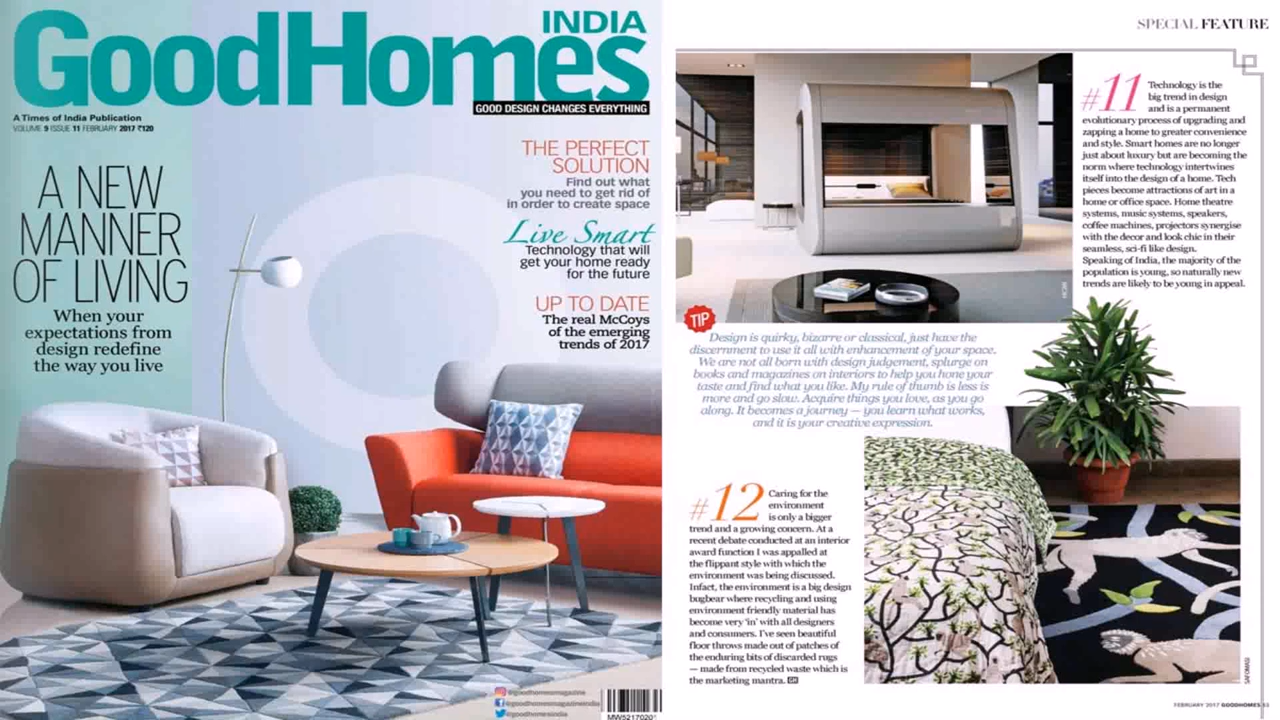 INDIA
GoodHomes
GOOD DESIGN CHANGES EVERYTHING
A Times of India Publication
VOLUME 9 ISSUE 11 FEBRUARY 2017 ₹120
A NEW
MANNER
OF LIVING
When your
expectations from
design redefine
the way you live
THE PERFECT
SOLUTION
Find out what
you need to get rid of
in order to create space
Live Smart
Technology that will
get your home ready
for the future
UP TO DATE
The real McCoys
of the emerging
trends of 2017
@goodhomesmagazine
@goodhomesmagazineindia
@goodhomesindia
MW5217020
SPECIAL FEATURE
#11
Technology is the
big trend in design
and is a permanent
evolutionary process of upgrading and
zapping a home to greater convenience
and style. Smart homes are no longer
just about luxury but are becoming the
norm where technology intertwines
itself into the design of a home. Tech
pieces become attractions of art in a
home or office space. Home theatre
systems, music systems, speakers,
coffee machines, projectors synergise
with the decor and look chic in their
seamless, sci-fi like design.
Speaking of India, the majority of the
population is young, so naturally new
trends are likely to be young in appeal.
TIP
Design is quirky, bizarre or classical, just have the
discernment to use it all with enhancement of your space.
We are not all born with design judgement, splurge on
books and magazines on interiors to help you hone your
taste and find what you like. My rule of thumb is less is
more and go slow. Acquire things you love, as you go
along. It becomes a journey — you learn what works,
and it is your creative expression.
#12
Caring for the
environment
is only a bigger
trend and a growing concern. At a
recent debate conducted at an interior
award function I was appalled at
the flippant style with which the
environment was being discussed.
Infact, the environment is a big design
bugbear where recycling and using
environment friendly material has
become very 'in' with all designers
and consumers. I've seen beautiful
floor throws made out of patches of
the enduring bits of discarded rugs
— made from recycled waste which is
the marketing mantra. GH
SAFOMASI
FEBRUARY 2017 GOODHOMES